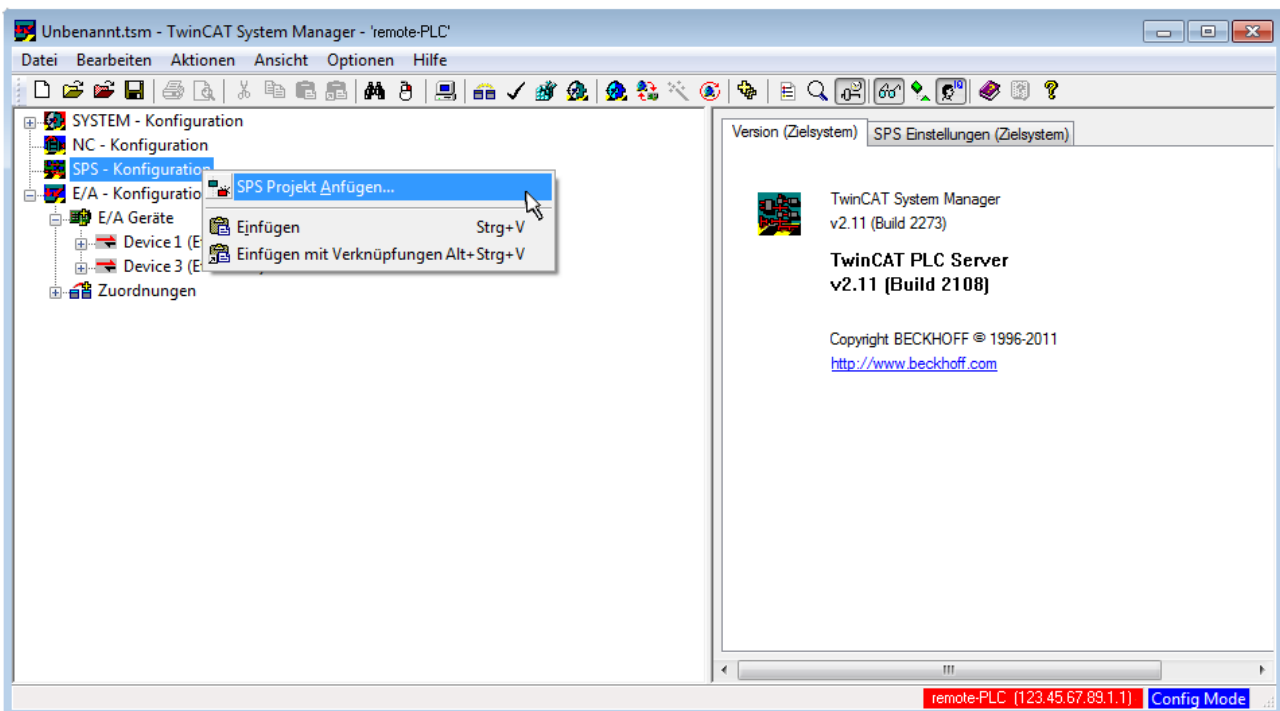 Unbenannt.tsm - TwinCAT System Manager - 'remote-PLC'
Datei Bearbeiten Aktionen Ansicht Optionen Hilfe
SYSTEM - Konfiguration
NC - Konfiguration
SPS - Konfiguration
E/A - Konfiguratio
E/A Geräte
Device 1 (E
Device 3 (E
Zuordnungen
SPS Projekt Anfügen...
Einfügen Strg+V
Einfügen mit Verknüpfungen Alt+Strg+V
Version (Zielsystem) SPS Einstellungen (Zielsystem)
TwinCAT System Manager
v2.11 (Build 2273)
TwinCAT PLC Server
v2.11 (Build 2108)
Copyright BECKHOFF © 1996-2011
http://www.beckhoff.com
remote-PLC (123.45.67.89.1.1) Config Mode